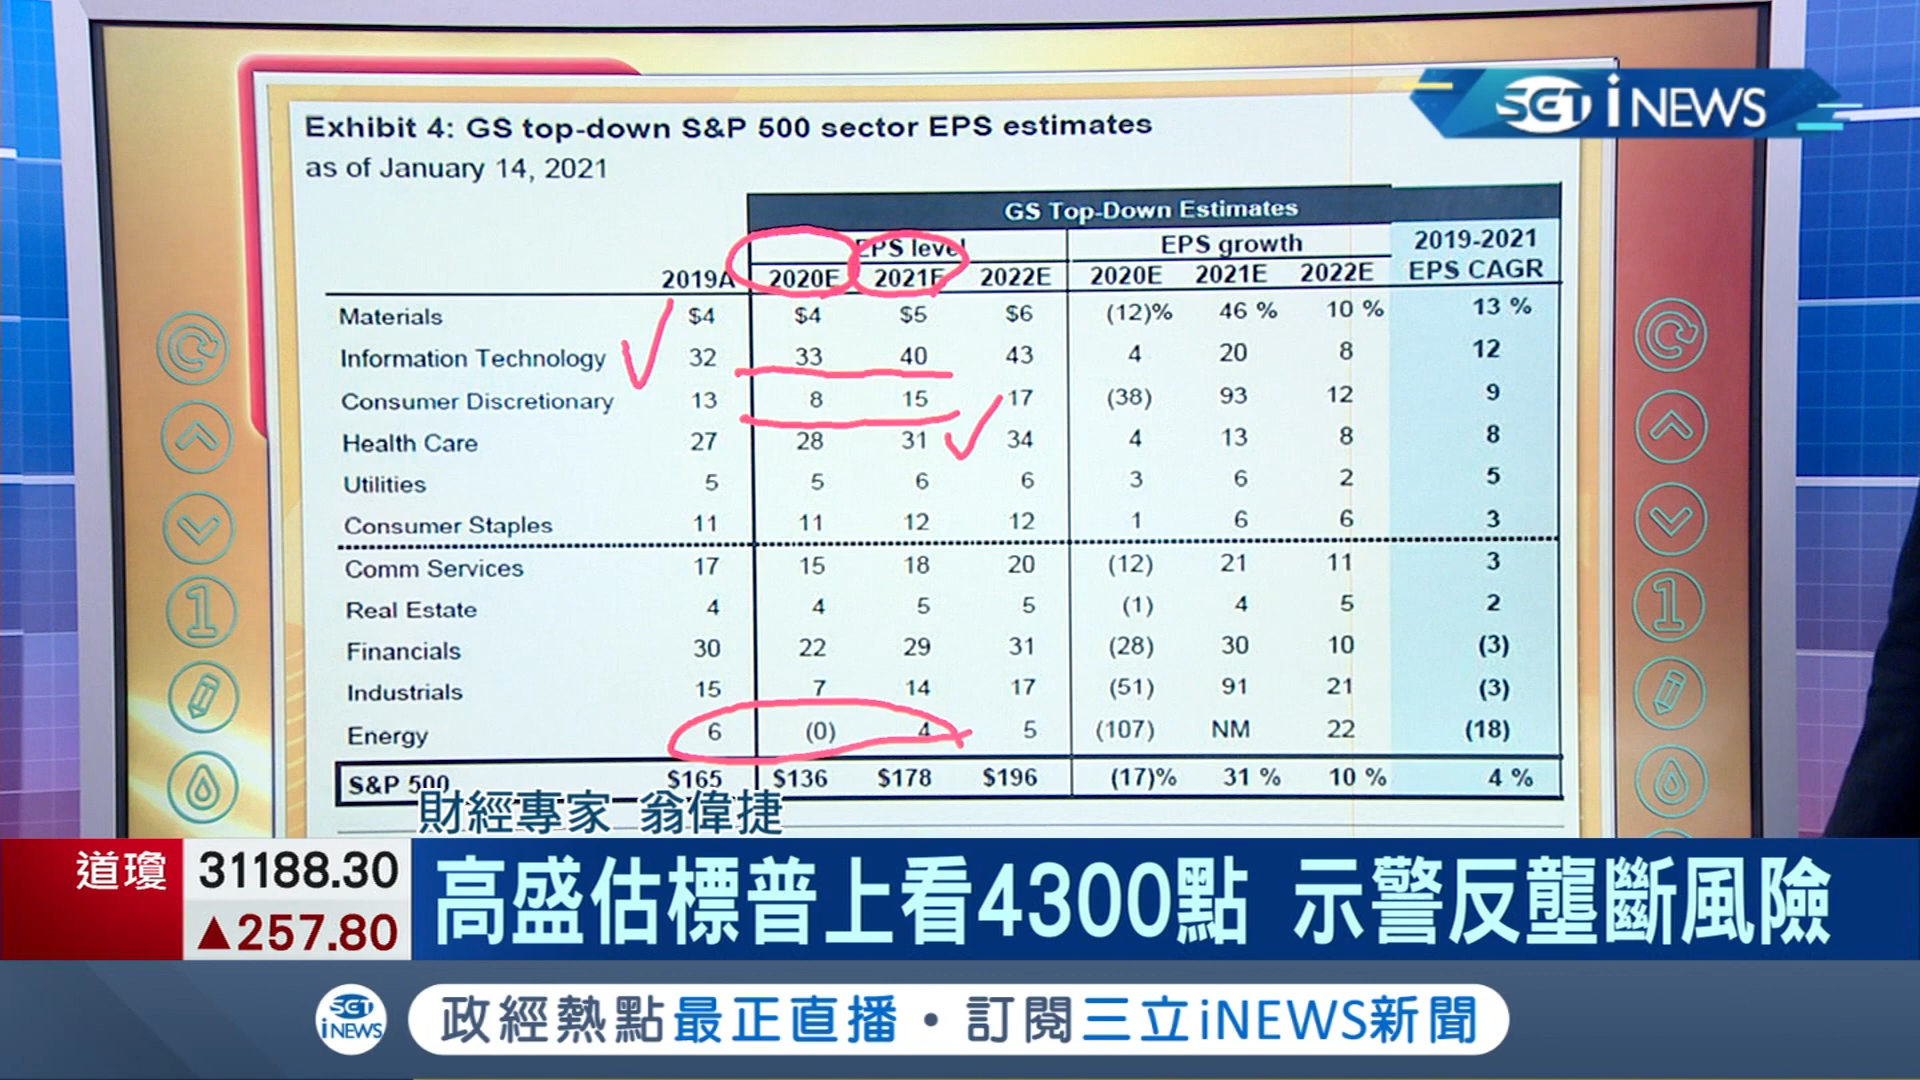 SET iNEWS
Exhibit 4: GS top-down S&P 500 sector EPS estimates
as of January 14, 2021
GS Top-Down Estimates
EPS level EPS growth 2019-2021
2019A 2020E 2021E 2022E 2020E 2021E 2022E EPS CAGR
Materials $4 $4 $5 $6 (12)% 46 % 10 % 13 %
Information Technology 32 33 40 43 4 20 8 12
Consumer Discretionary 13 8 15 17 (38) 93 12 9
Health Care 27 28 31 34 4 13 8 8
Utilities 5 5 6 6 3 6 2 5
Consumer Staples 11 11 12 12 1 6 6 3
Comm Services 17 15 18 20 (12) 21 11 3
Real Estate 4 4 5 5 (1) 4 5 2
Financials 30 22 29 31 (28) 30 10 (3)
Industrials 15 7 14 17 (51) 91 21 (3)
Energy 6 (0) 4 5 (107) NM 22 (18)
S&P 500 $165 $136 $178 $196 (17)% 31 % 10 % 4 %
財經專家 翁偉捷
道瓊 31188.30
▲257.80
高盛估標普上看4300點 示警反壟斷風險
SET iNEWS
政經熱點最正直播・訂閱三立iNEWS新聞